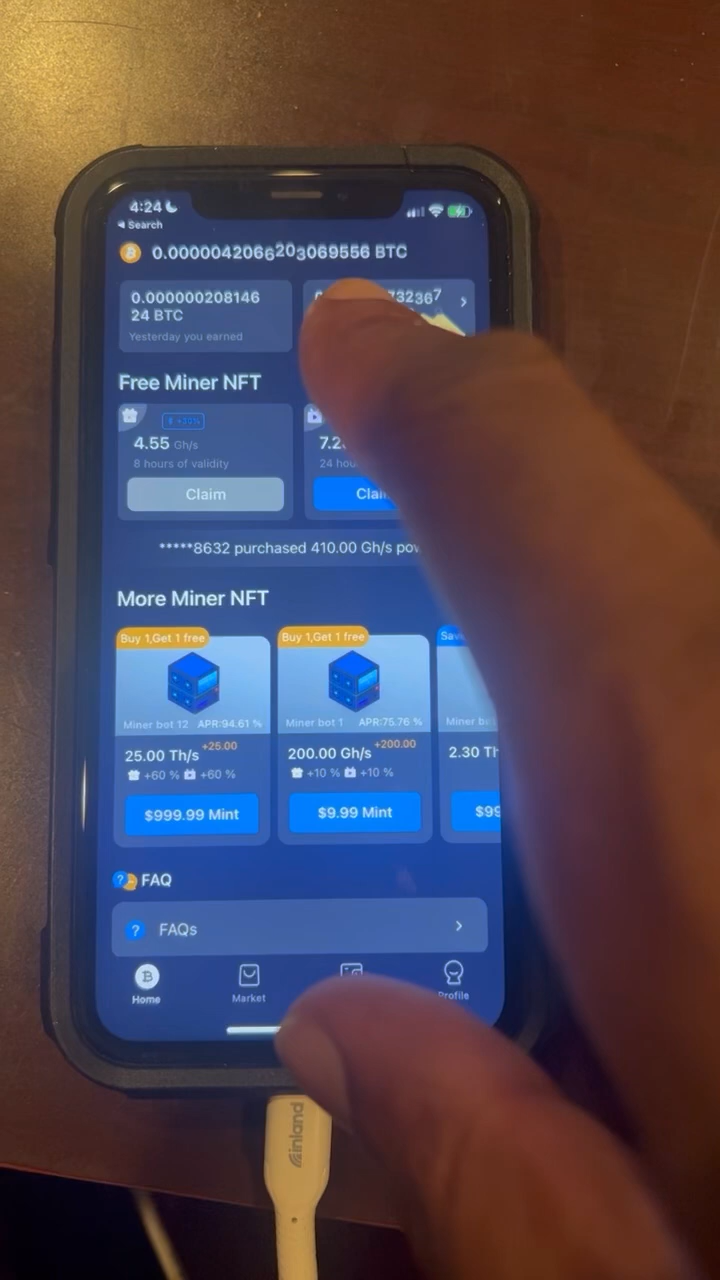 4:24
◀ Search
0.0000042066203069556 BTC
0.000000208146
24 BTC
Yesterday you earned
Free Miner NFT
4.55 Gh/s
8 hours of validity
24
Claim
*****8632 purchased 410.00 Gh/s
More Miner NFT
Buy 1,Get 1 free
Buy 1,Get 1 free
Miner bot 12 APR:94.61 %
Miner bot 1 APR:75.76 %
Miner
25.00 Th/s +25.00
200.00 Gh/s +200.00
2.30
+60 % +60 %
+10 % +10 %
$999.99 Mint
$9.99 Mint
FAQ
FAQs
Home
Market
Profile
inland